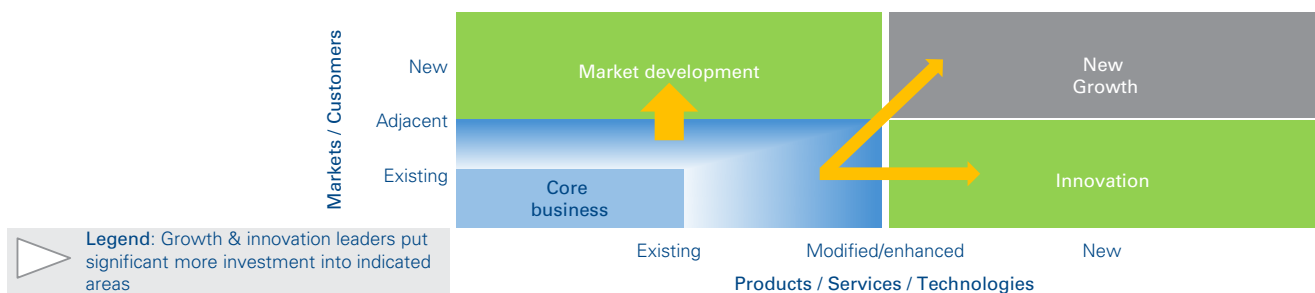 Markets / Customers
New
Adjacent
Existing
Market development
New
Growth
Core
business
Innovation
Legend: Growth & innovation leaders put
significant more investment into indicated
areas
Existing
Modified/enhanced
New
Products / Services / Technologies